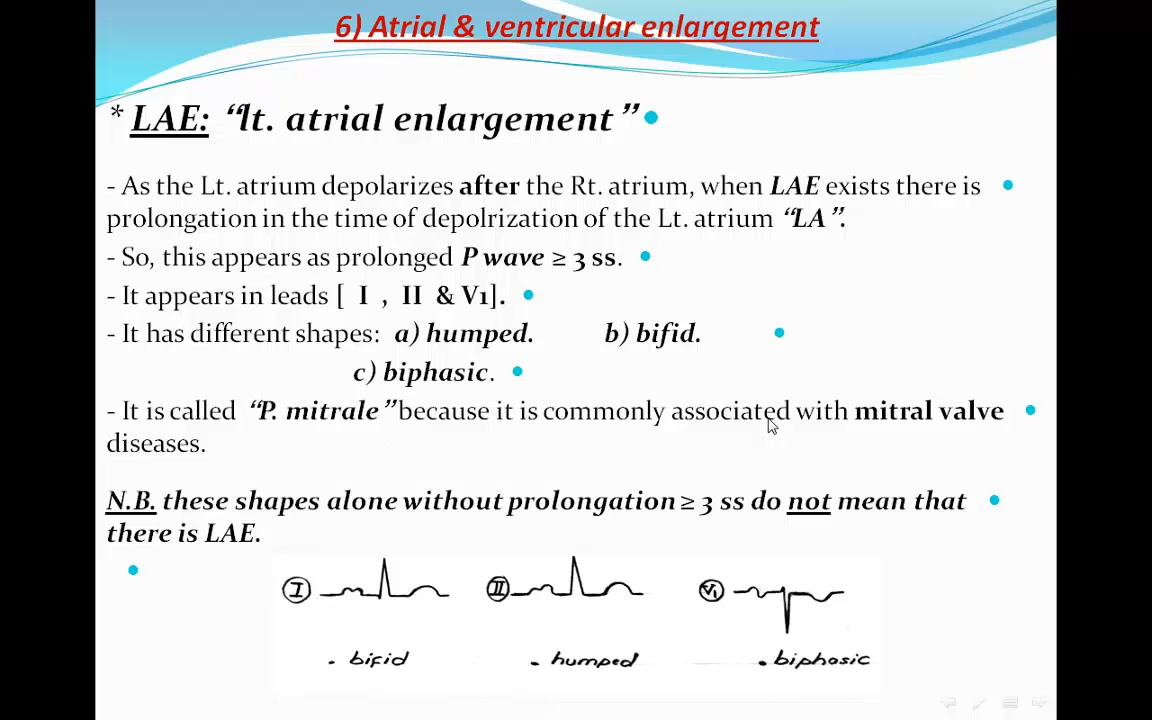 6) Atrial & ventricular enlargement
* LAE: “lt. atrial enlargement”
- As the Lt. atrium depolarizes after the Rt. atrium, when LAE exists there is
prolongation in the time of depolrization of the Lt. atrium “LA”.
- So, this appears as prolonged P wave ≥ 3 ss.
- It appears in leads [ I , II & V1].
- It has different shapes: a) humped. b) bifid.
c) biphasic.
- It is called “P. mitrale” because it is commonly associated with mitral valve
diseases.
N.B. these shapes alone without prolongation ≥ 3 ss do not mean that
there is LAE.
I II V1
. bifid . humped . biphasic